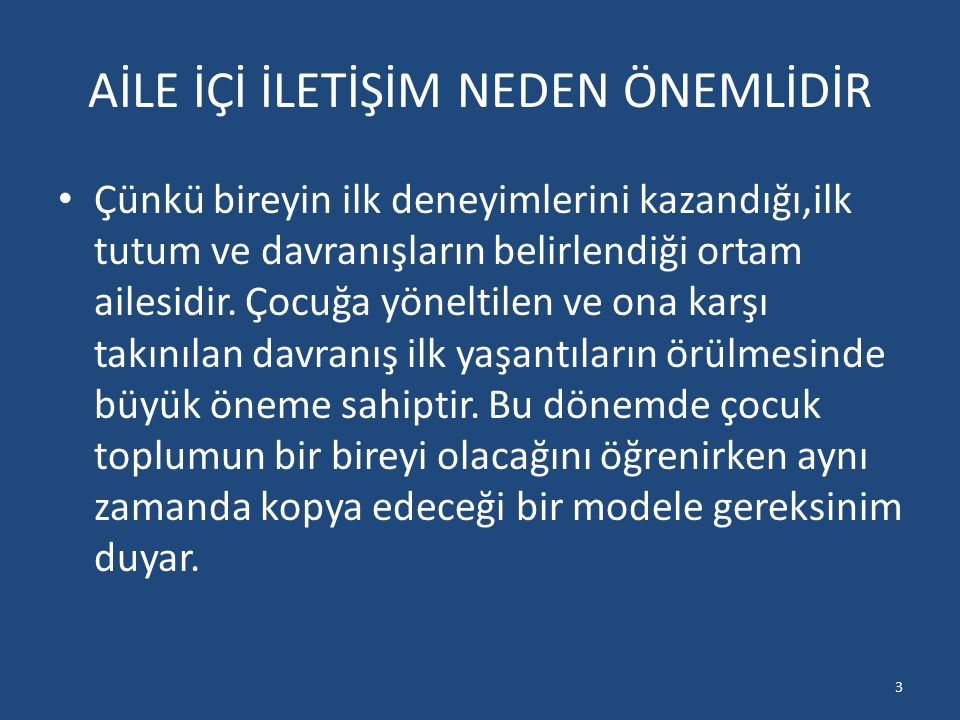 AİLE İÇİ İLETİŞİM NEDEN ÖNEMLİDİR
• Çünkü bireyin ilk deneyimlerini kazandığı,ilk
tutum ve davranışların belirlendiği ortam
ailesidir. Çocuğa yöneltilen ve ona karşı
takınılan davranış ilk yaşantıların örülmesinde
büyük öneme sahiptir. Bu dönemde çocuk
toplumun bir bireyi olacağını öğrenirken aynı
zamanda kopya edeceği bir modele gereksinim
duyar.
3